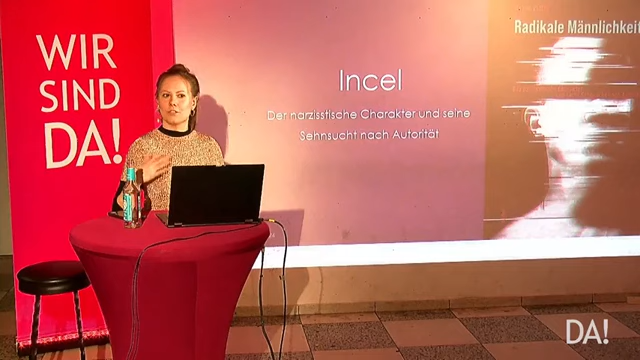 WIR
SIND
DA!
Incel
Der narzisstische Charakter und seine
Sehnsucht nach Autorität
Radikale Männlichkeit
DA!